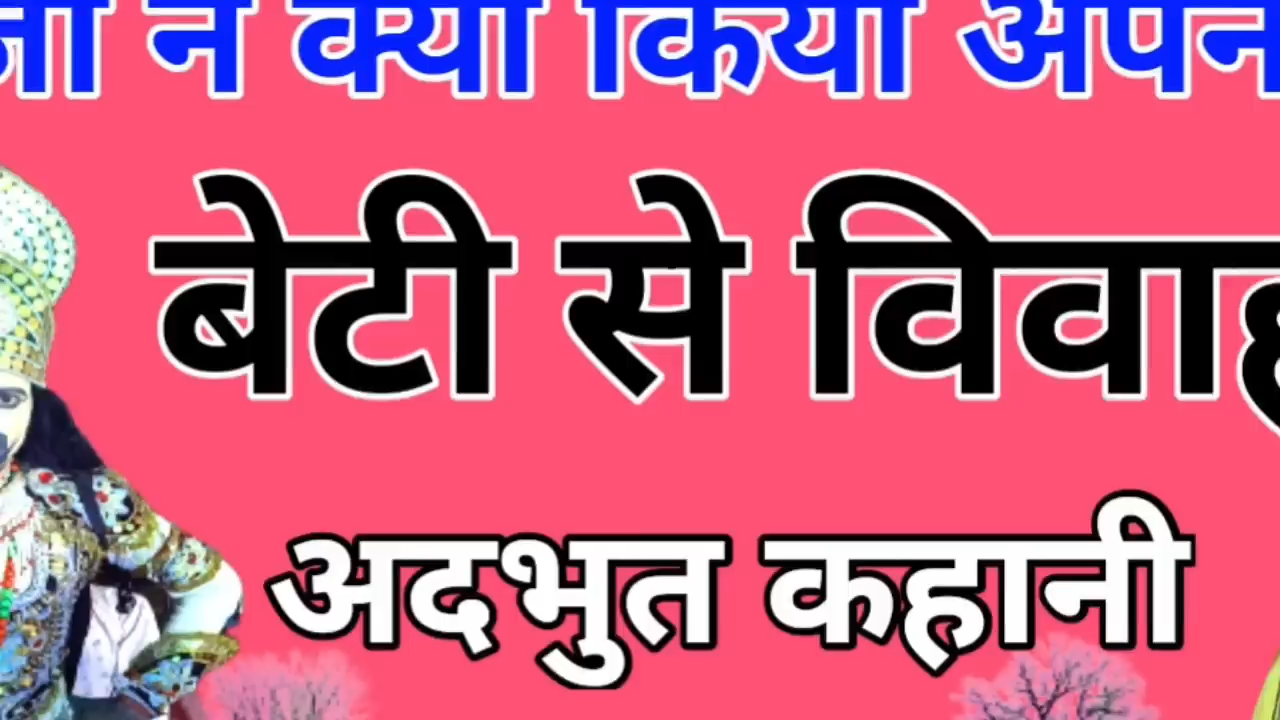 ने क्यों किया
बेटी से विवाह
अदभुत कहानी